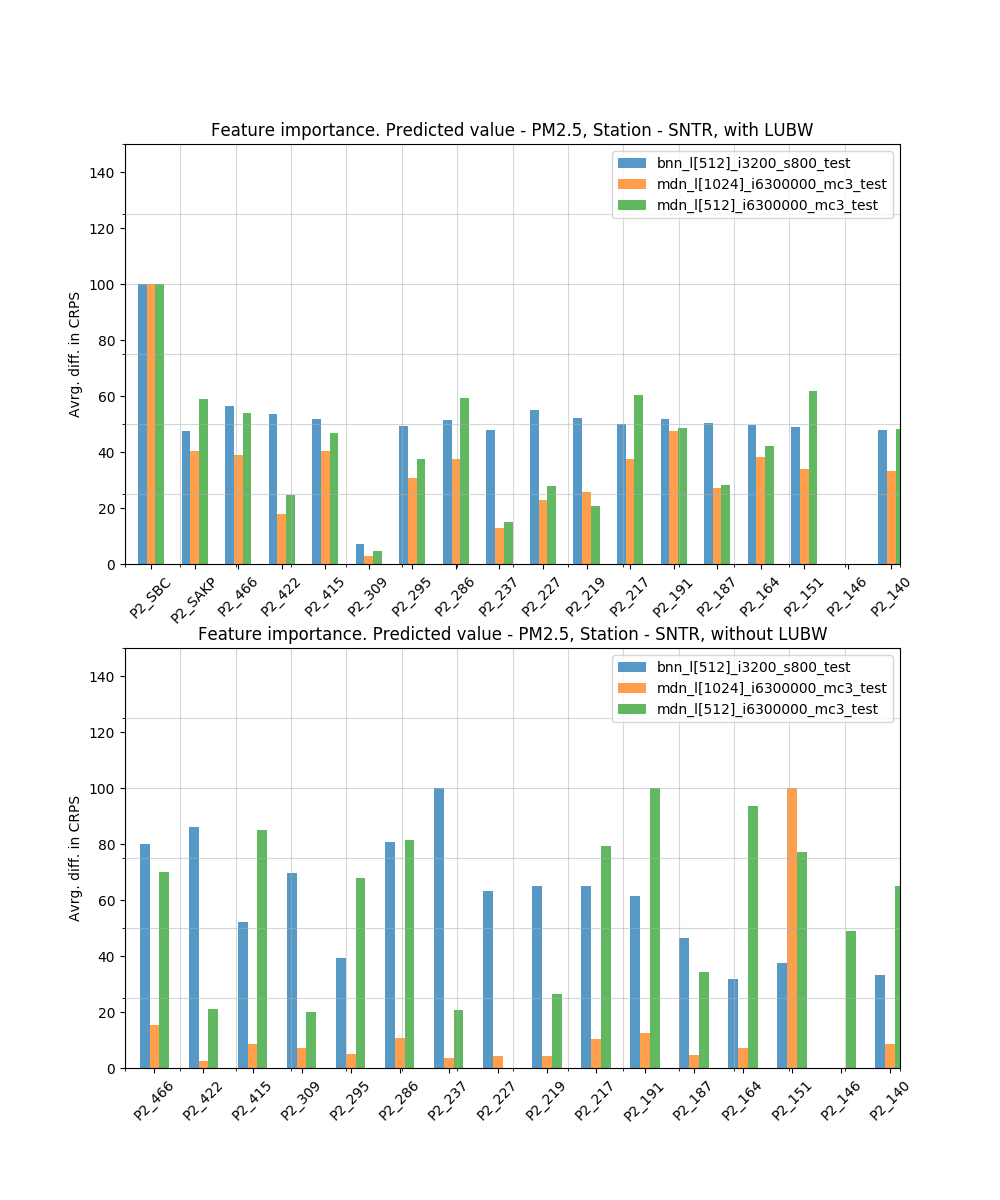 Feature importance. Predicted value - PM2.5, Station - SNTR, with LUBW
bnn_l[512]_i3200_s800_test
mdn_l[1024]_i6300000_mc3_test
mdn_l[512]_i6300000_mc3_test
Avrg. diff. in CRPS
140
120
100
80
60
40
20
0
P2_SBC P2_SAKP P2_466 P2_422 P2_415 P2_309 P2_295 P2_286 P2_237 P2_227 P2_219 P2_217 P2_191 P2_187 P2_164 P2_151 P2_146 P2_140
Feature importance. Predicted value - PM2.5, Station - SNTR, without LUBW
bnn_l[512]_i3200_s800_test
mdn_l[1024]_i6300000_mc3_test
mdn_l[512]_i6300000_mc3_test
Avrg. diff. in CRPS
140
120
100
80
60
40
20
0
P2_466 P2_422 P2_415 P2_309 P2_295 P2_286 P2_237 P2_227 P2_219 P2_217 P2_191 P2_187 P2_164 P2_151 P2_146 P2_140